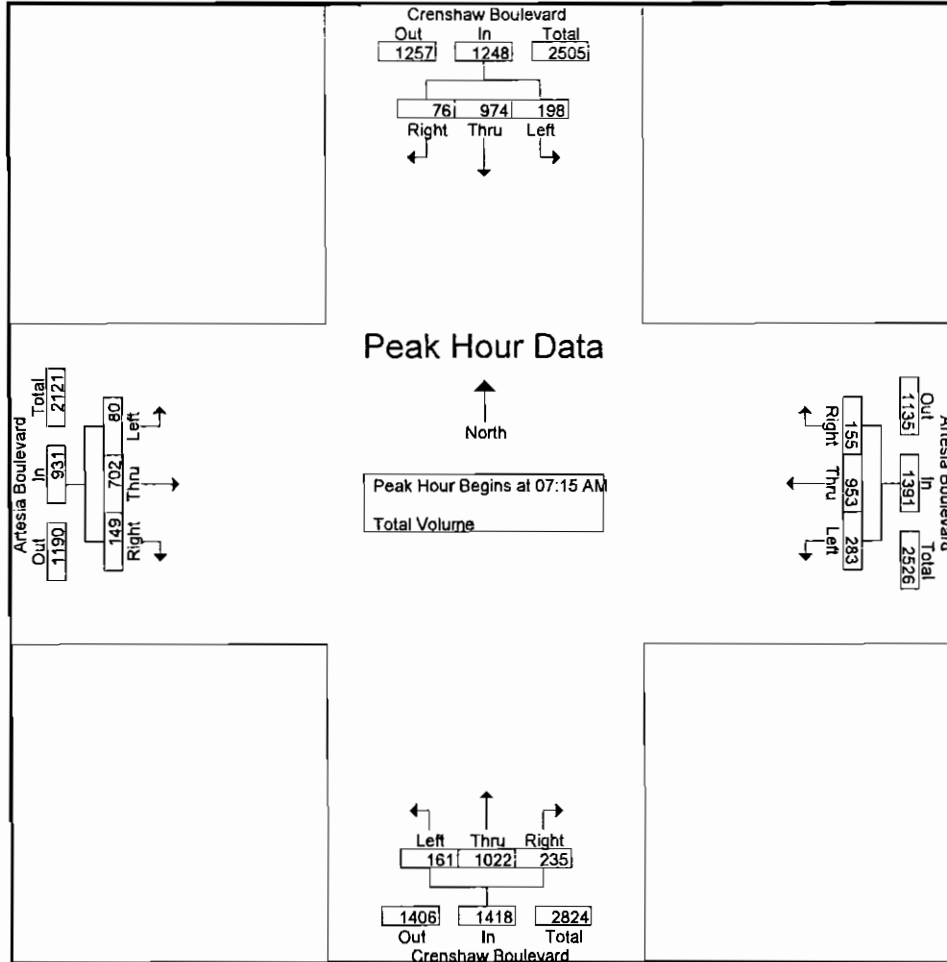 Crenshaw Boulevard
Out In Total
1257 1248 2505
76 974 198
Right Thru Left
Peak Hour Data
North
Peak Hour Begins at 07:15 AM
Total Volume
Artesia Boulevard
Out In Total
1190 931 2121
149 702 80
Right Thru Left
Right Thru Left
155 953 283
1135 1391 2526
Out In Total
Artesia Boulevard
Left Thru Right
161 1022 235
1406 1418 2824
Out In Total
Crenshaw Boulevard